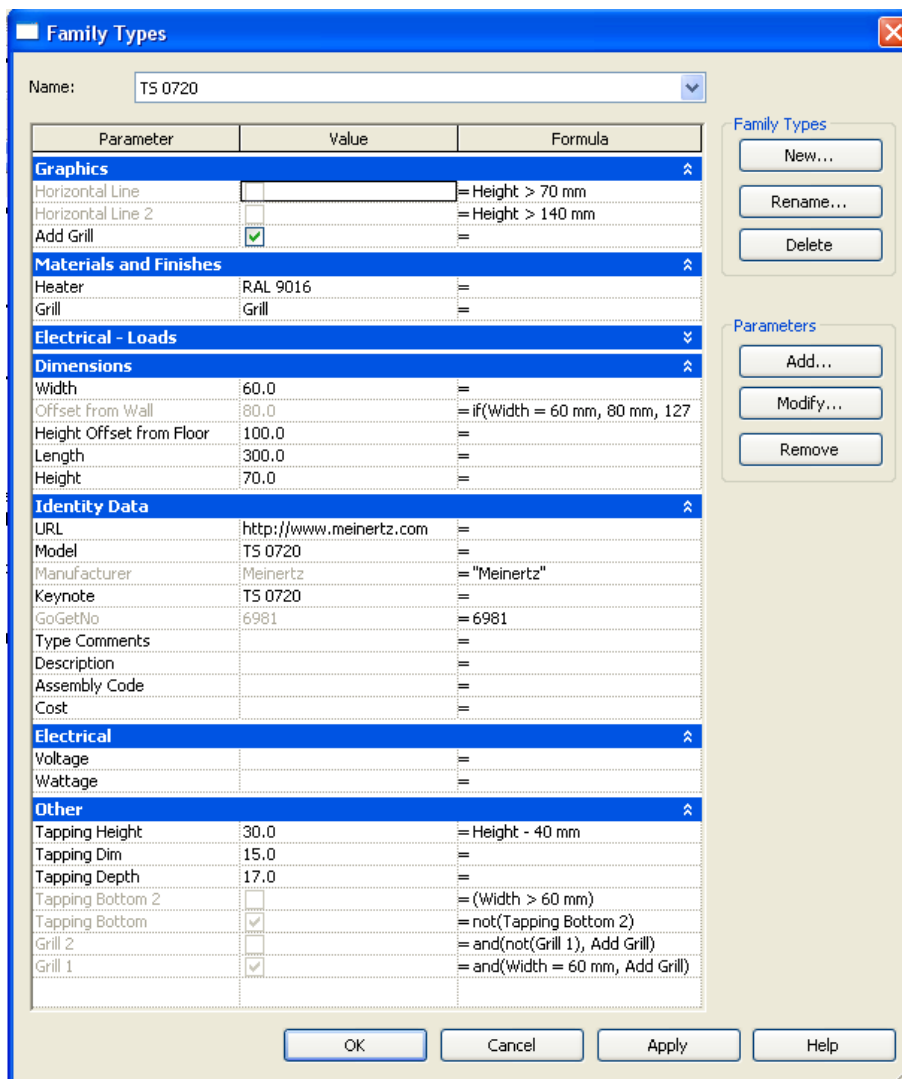 Family Types
Name: TS 0720
Parameter Value Formula
Graphics
Horizontal Line = Height > 70 mm
Horizontal Line 2 = Height > 140 mm
Add Grill =
Materials and Finishes
Heater RAL 9016 =
Grill Grill =
Electrical - Loads
Dimensions
Width 60.0 =
Offset from Wall 80.0 = if(Width = 60 mm, 80 mm, 127
Height Offset from Floor 100.0 =
Length 300.0 =
Height 70.0 =
Identity Data
URL http://www.meinertz.com =
Model TS 0720 =
Manufacturer Meinertz = "Meinertz"
Keynote TS 0720 =
GoGetNo 6981 = 6981
Type Comments =
Description =
Assembly Code =
Cost =
Electrical
Voltage =
Wattage =
Other
Tapping Height 30.0 = Height - 40 mm
Tapping Dim 15.0 =
Tapping Depth 17.0 =
Tapping Bottom 2 = (Width > 60 mm)
Tapping Bottom = not(Tapping Bottom 2)
Grill 2 = and(not(Grill 1), Add Grill)
Grill 1 = and(Width = 60 mm, Add Grill)
Family Types
New...
Rename...
Delete
Parameters
Add...
Modify...
Remove
OK Cancel Apply Help